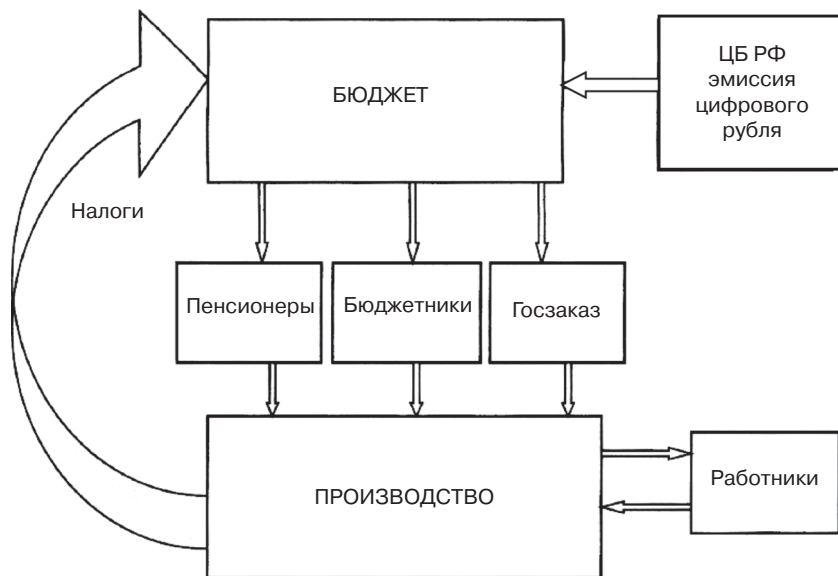 БЮДЖЕТ
ЦБ РФ
эмиссия
цифрового
рубля
Налоги
Пенсионеры
Бюджетники
Госзаказ
ПРОИЗВОДСТВО
Работники